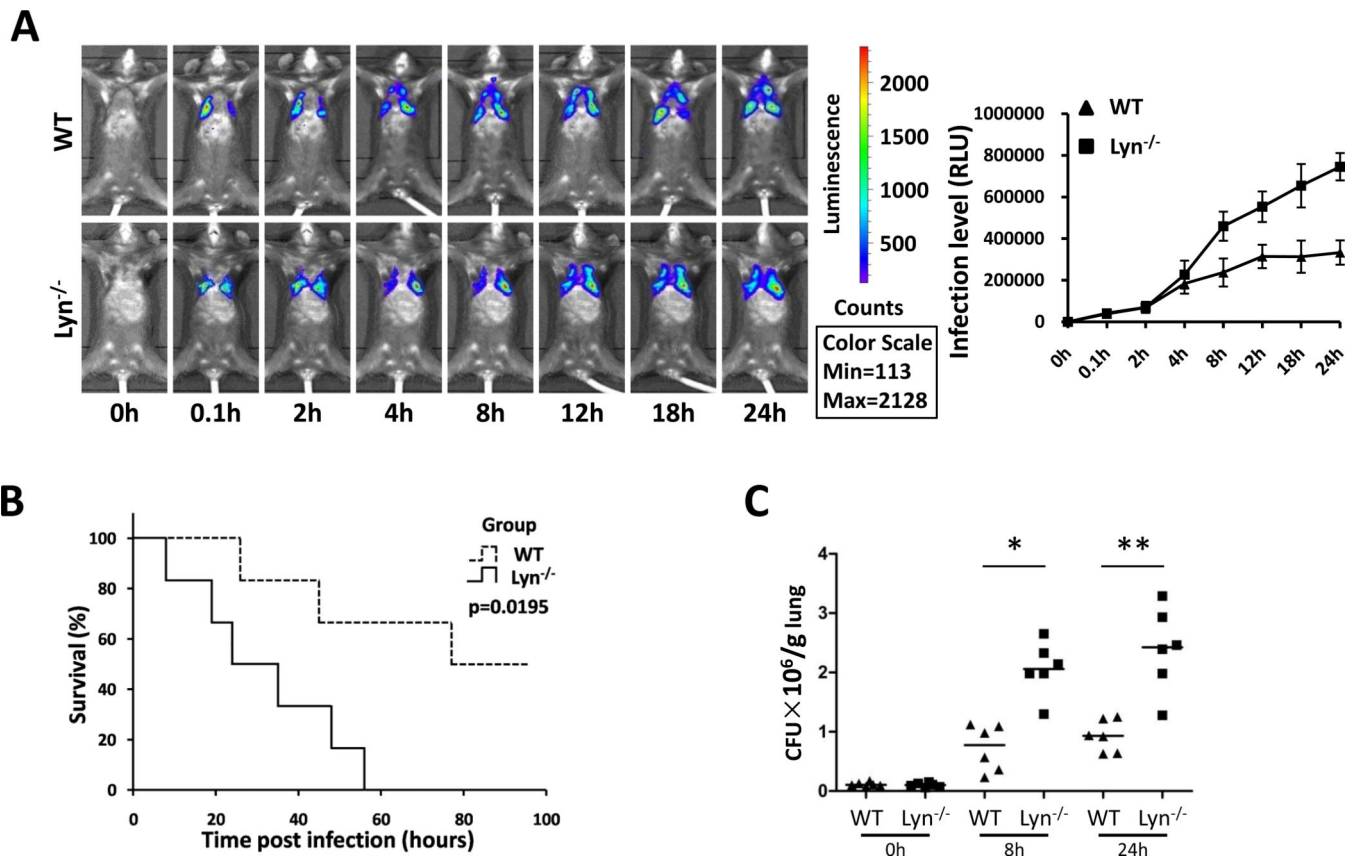 A
WT
Lyn-/-
0h 0.1h 2h 4h 8h 12h 18h 24h
Luminescence
2000
1500
1000
500
Counts
Color Scale
Min=113
Max=2128
Infection level (RLU)
1000000
800000
600000
400000
200000
0
WT
Lyn-/-
0h 0.1h 2h 4h 8h 12h 18h 24h
B
Survival (%)
100
80
60
40
20
0
Group
WT
Lyn-/-
p=0.0195
0 20 40 60 80 100
Time post infection (hours)
C
CFU×10⁶/g lung
4
3
2
1
0
* **
WT Lyn-/- WT Lyn-/- WT Lyn-/-
0h 8h 24h